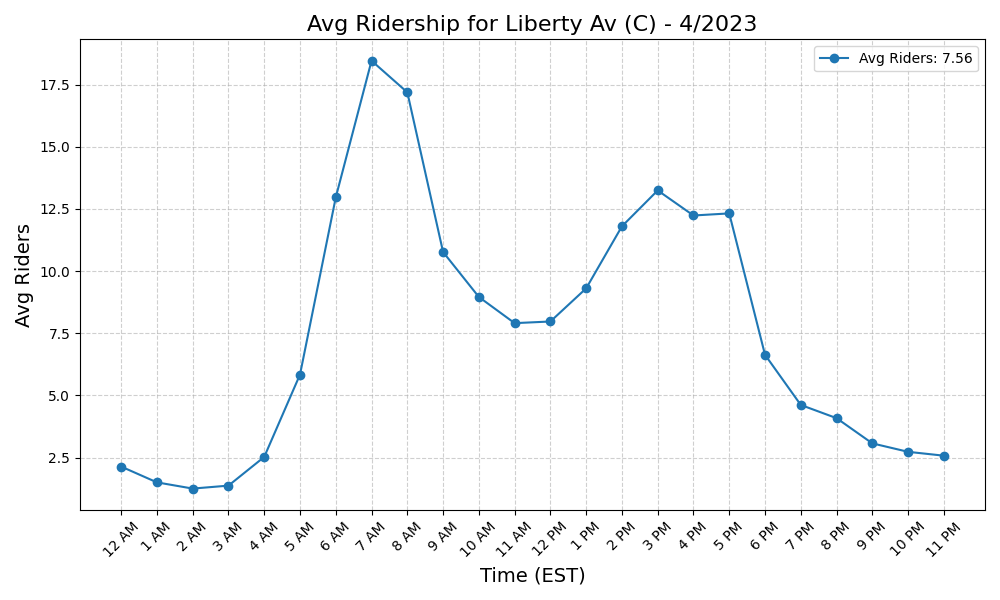 Avg Ridership for Liberty Av (C) - 4/2023
Avg Riders: 7.56
Avg Riders
17.5
15.0
12.5
10.0
7.5
5.0
2.5
12 AM 1 AM 2 AM 3 AM 4 AM 5 AM 6 AM 7 AM 8 AM 9 AM 10 AM 11 AM 12 PM 1 PM 2 PM 3 PM 4 PM 5 PM 6 PM 7 PM 8 PM 9 PM 10 PM 11 PM
Time (EST)